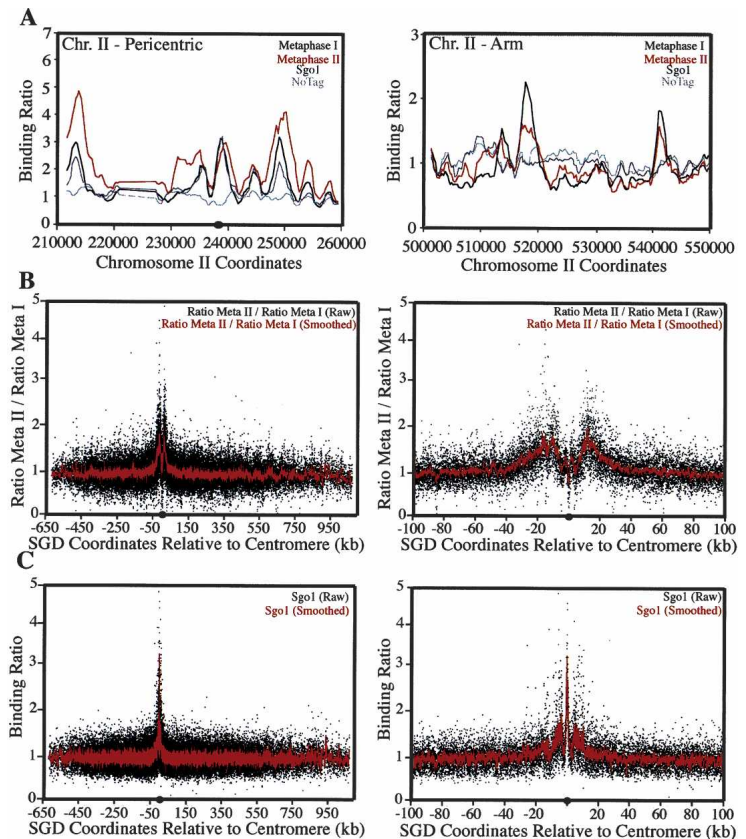 A
Chr. II - Pericentric
Metaphase I
Metaphase II
Sgo1
NoTag
Binding Ratio
7
6
5
4
3
2
1
0
210000 220000 230000 240000 250000 260000
Chromosome II Coordinates
Chr. II - Arm
Metaphase I
Metaphase II
Sgo1
NoTag
Binding Ratio
3
2
1
0
500000 510000 520000 530000 540000 550000
Chromosome II Coordinates
B
Ratio Meta II / Ratio Meta I (Raw)
Ratio Meta II / Ratio Meta I (Smoothed)
Ratio Meta II / Ratio Meta I
5
4
3
2
1
0
-650 -450 -250 -50 150 350 550 750 950
SGD Coordinates Relative to Centromere (kb)
Ratio Meta II / Ratio Meta I (Raw)
Ratio Meta II / Ratio Meta I (Smoothed)
Ratio Meta II / Ratio Meta I
5
4
3
2
1
0
-100 -80 -60 -40 -20 0 20 40 60 80 100
SGD Coordinates Relative to Centromere (kb)
C
Sgo1 (Raw)
Sgo1 (Smoothed)
Binding Ratio
5
4
3
2
1
0
-650 -450 -250 -50 150 350 550 750 950
SGD Coordinates Relative to Centromere (kb)
Sgo1 (Raw)
Sgo1 (Smoothed)
Binding Ratio
5
4
3
2
1
0
-100 -80 -60 -40 -20 0 20 40 60 80 100
SGD Coordinates Relative to Centromere (kb)